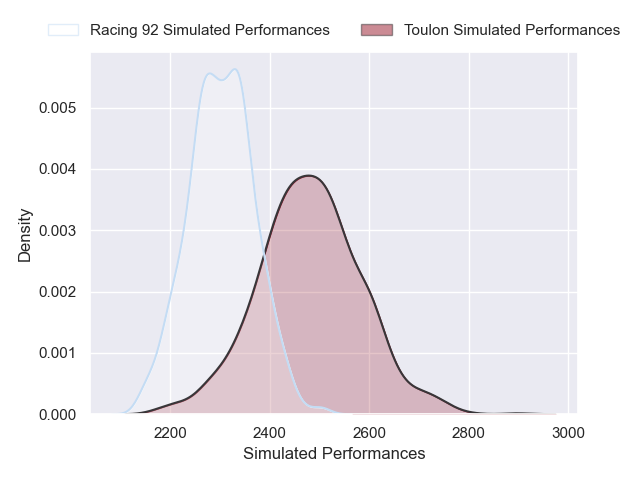 Racing 92 Simulated Performances Toulon Simulated Performances
0.005
0.004
0.003
0.002
0.001
0.000
Density
2200 2400 2600 2800 3000
Simulated Performances